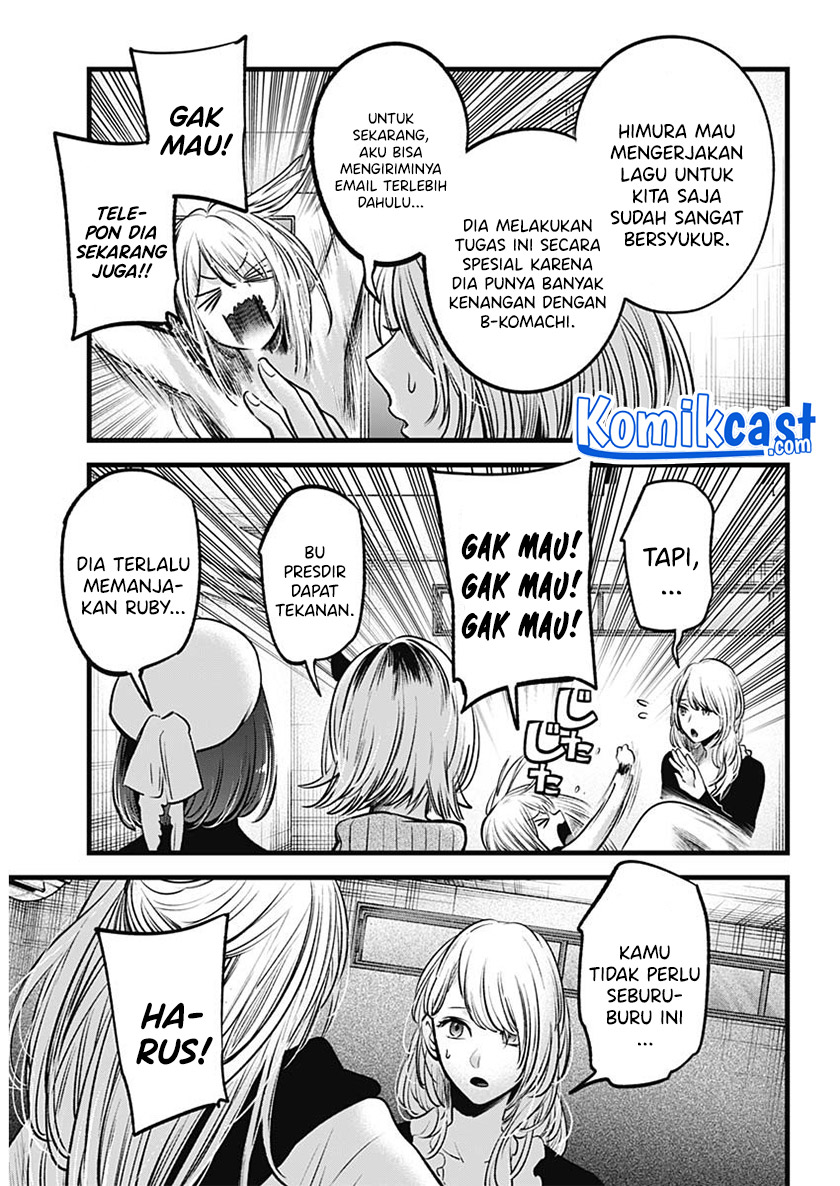 HIMURA MAU
MENGERJAKAN
LAGU UNTUK
KITA SAJA
SUDAH SANGAT
BERSYUKUR.
DIA MELAKUKAN
TUGAS INI SECARA
SPESIAL KARENA
DIA PUNYA BANYAK
KENANGAN DENGAN
B-KOMACHI.
UNTUK
SEKARANG,
AKU BISA
MENGIRIMINYA
EMAIL TERLEBIH
DAHULU...
GAK
MAU!
TELE-
PON DIA
SEKARANG
JUGA!!
Komikcast
.com
TAPI,
...
GAK MAU!
GAK MAU!
GAK MAU!
じた
じた
BU
PRESDIR
DAPAT
TEKANAN.
DIA TERLALU
MEMANJA-
KAN RUBY...
KAMU
TIDAK PERLU
SEBURU-
BURU INI
...
HA-
RUS!